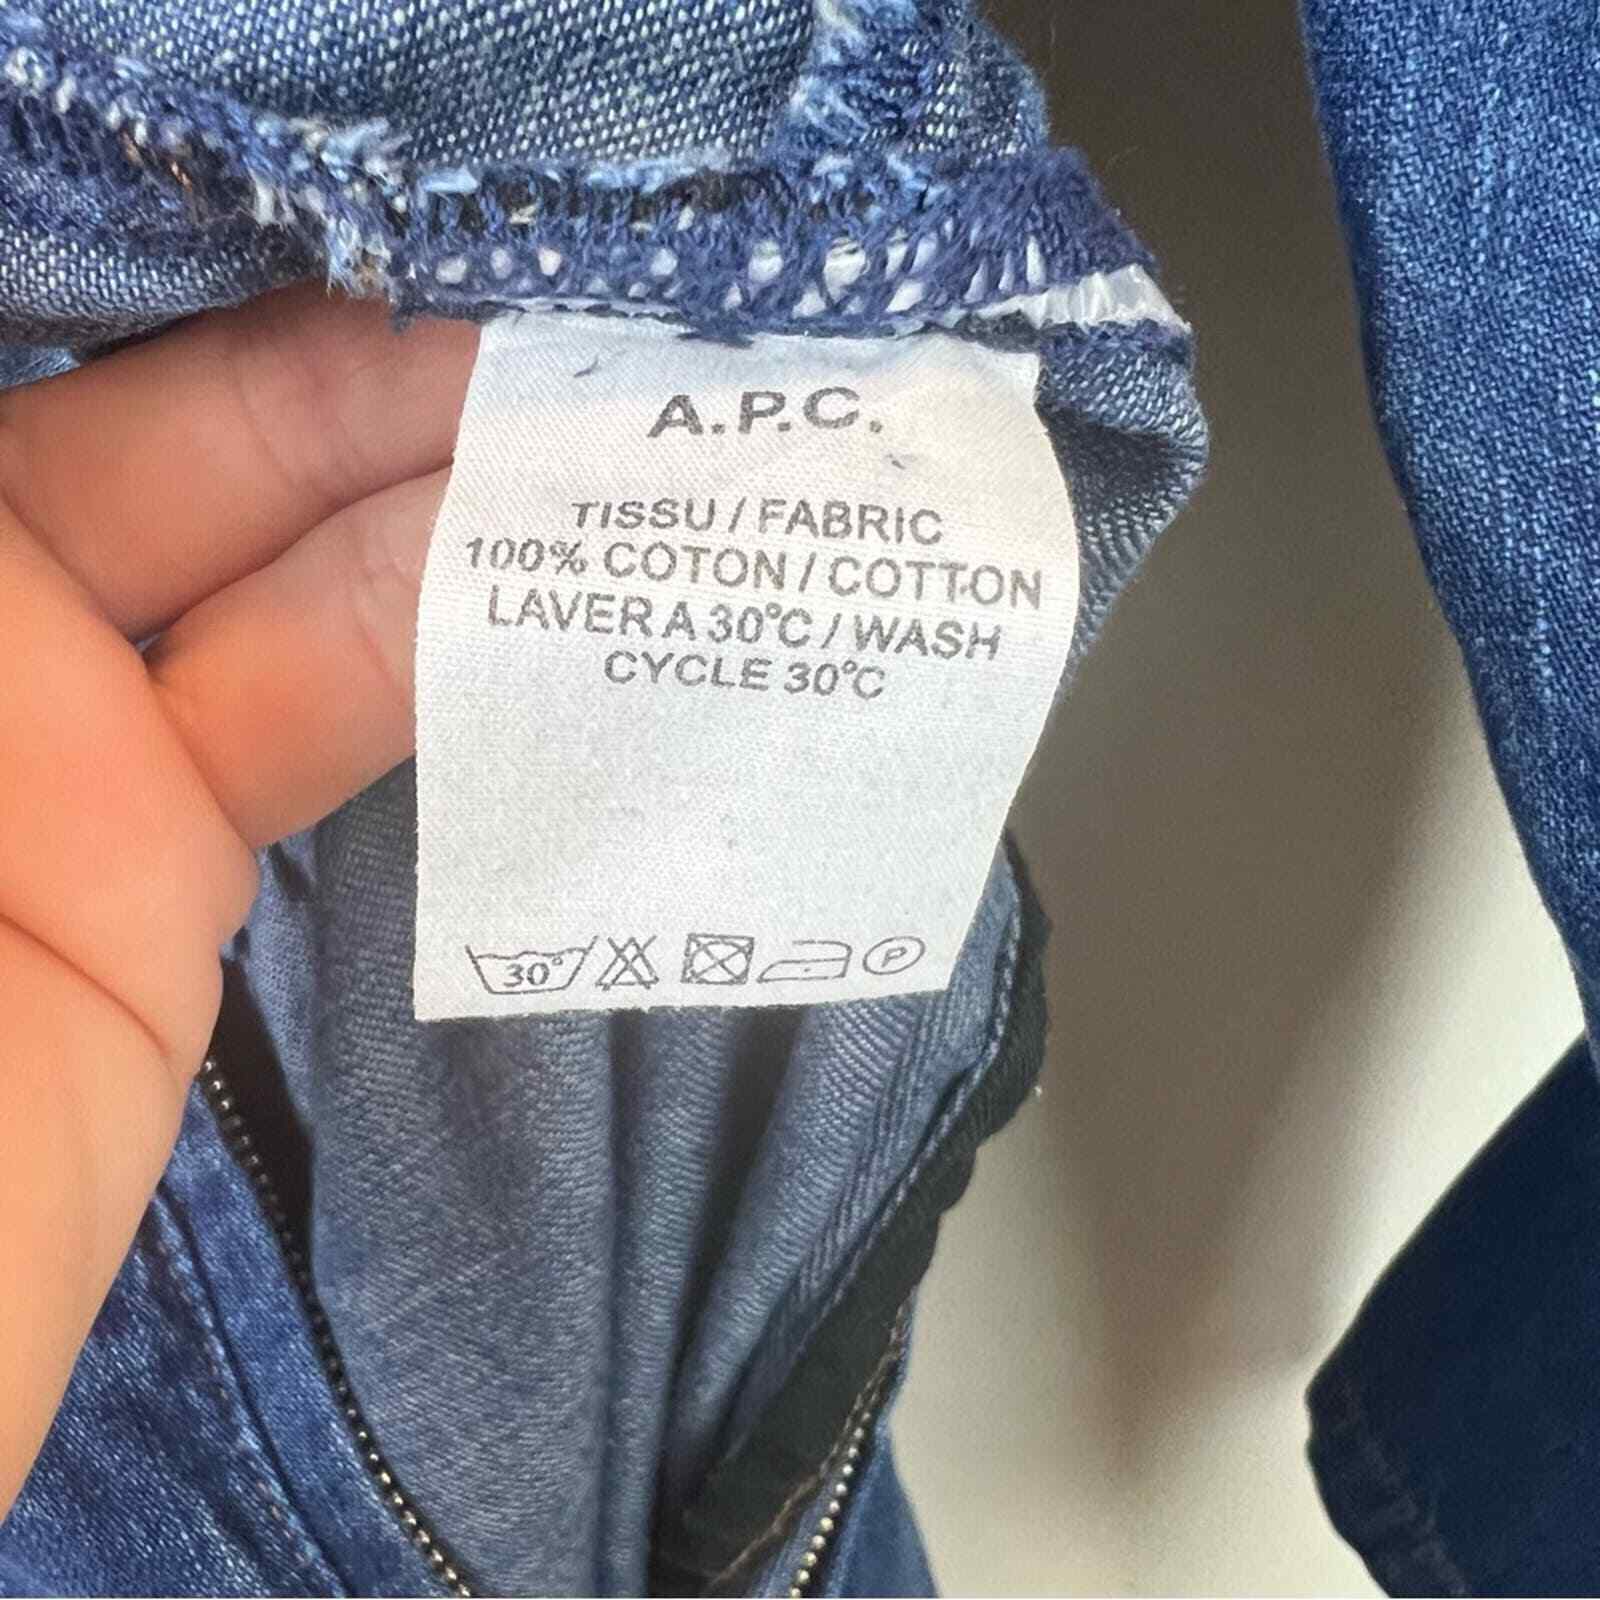 A.P.C.
TISSU / FABRIC
100% COTON / COTTON
LAVER A 30°C / WASH
CYCLE 30°C
30° P